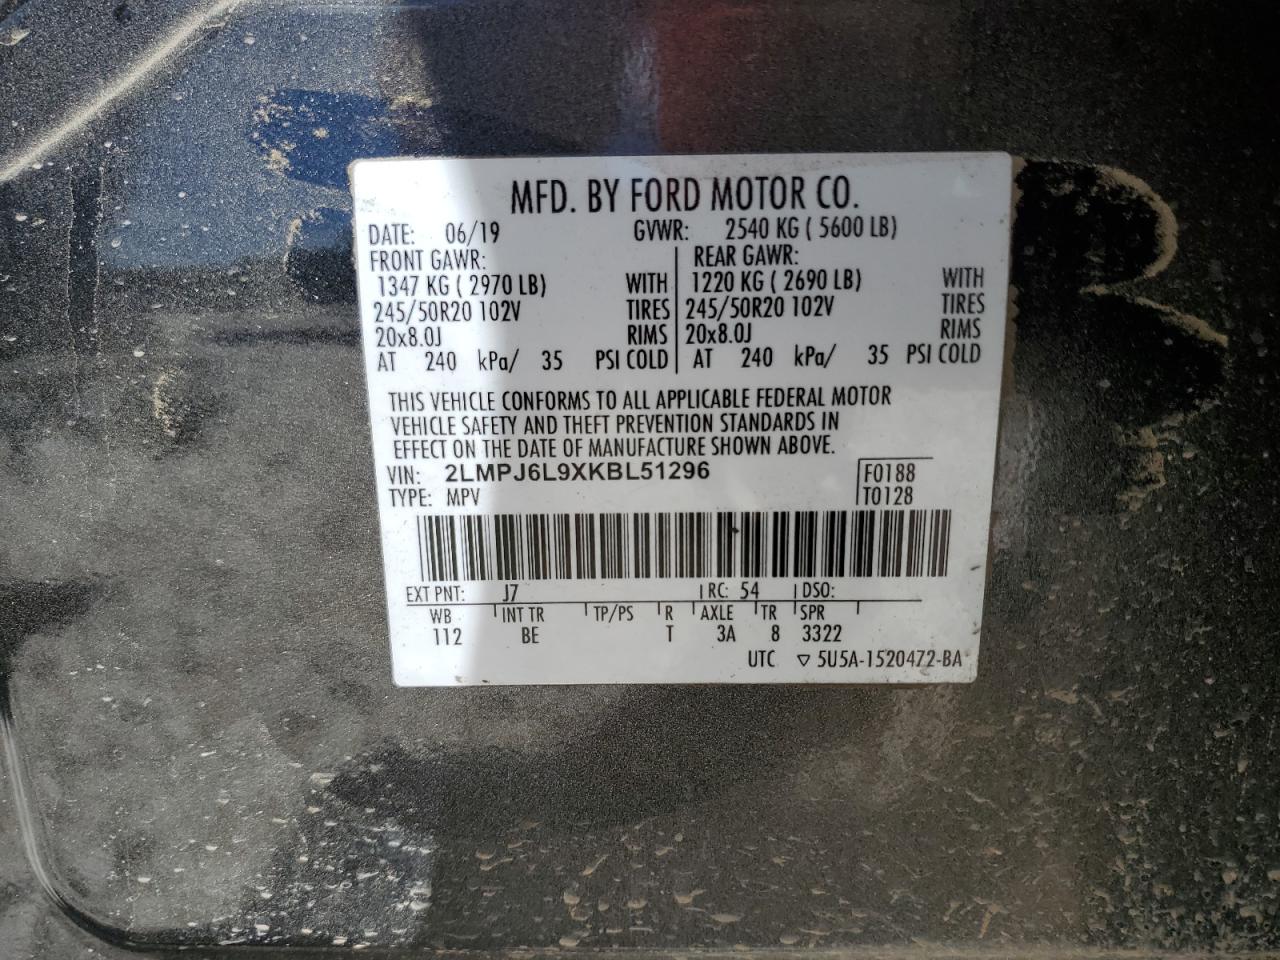 MFD. BY FORD MOTOR CO.
DATE: 06/19 GVWR: 2540 KG ( 5600 LB)
FRONT GAWR: REAR GAWR:
1347 KG ( 2970 LB) WITH 1220 KG ( 2690 LB) WITH
245/50R20 102V TIRES 245/50R20 102V TIRES
20x8.0J RIMS 20x8.0J RIMS
AT 240 kPa/ 35 PSI COLD AT 240 kPa/ 35 PSI COLD
THIS VEHICLE CONFORMS TO ALL APPLICABLE FEDERAL MOTOR
VEHICLE SAFETY AND THEFT PREVENTION STANDARDS IN
EFFECT ON THE DATE OF MANUFACTURE SHOWN ABOVE.
VIN: 2LMPJ6L9XKBL51296 F0188
TYPE: MPV T0128
EXT PNT: J7 RC: 54 DSO:
WB INT TR TP/PS R AXLE TR SPR
112 BE T 3A 8 3322
UTC ▽ 5U5A-1520472-BA